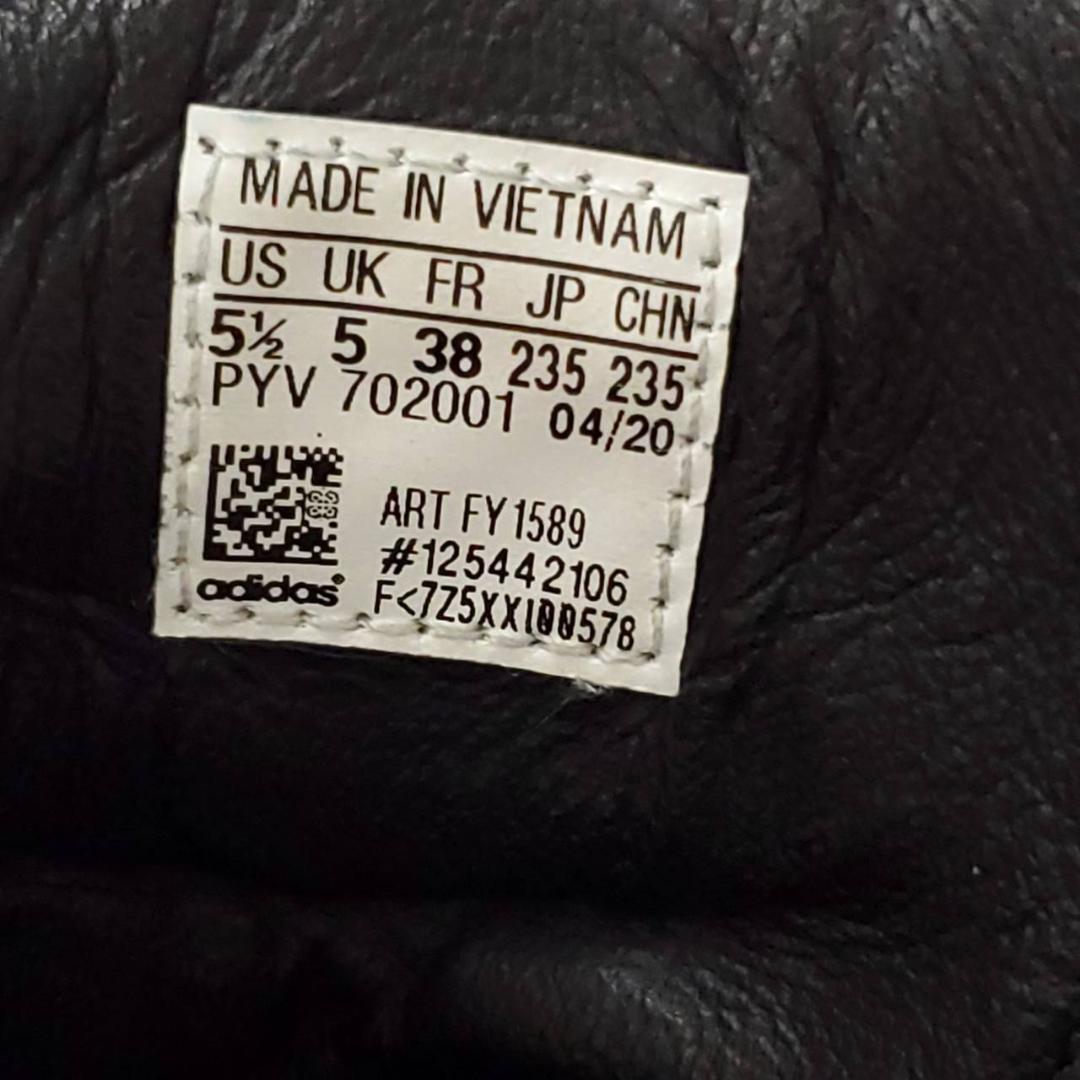 MADE IN VIETNAM
US UK FR JP CHN
5½ 5 38 235 235
PYV 702001 04/20
ART FY1589
#125442106
adidas® F<7Z5XXI00578